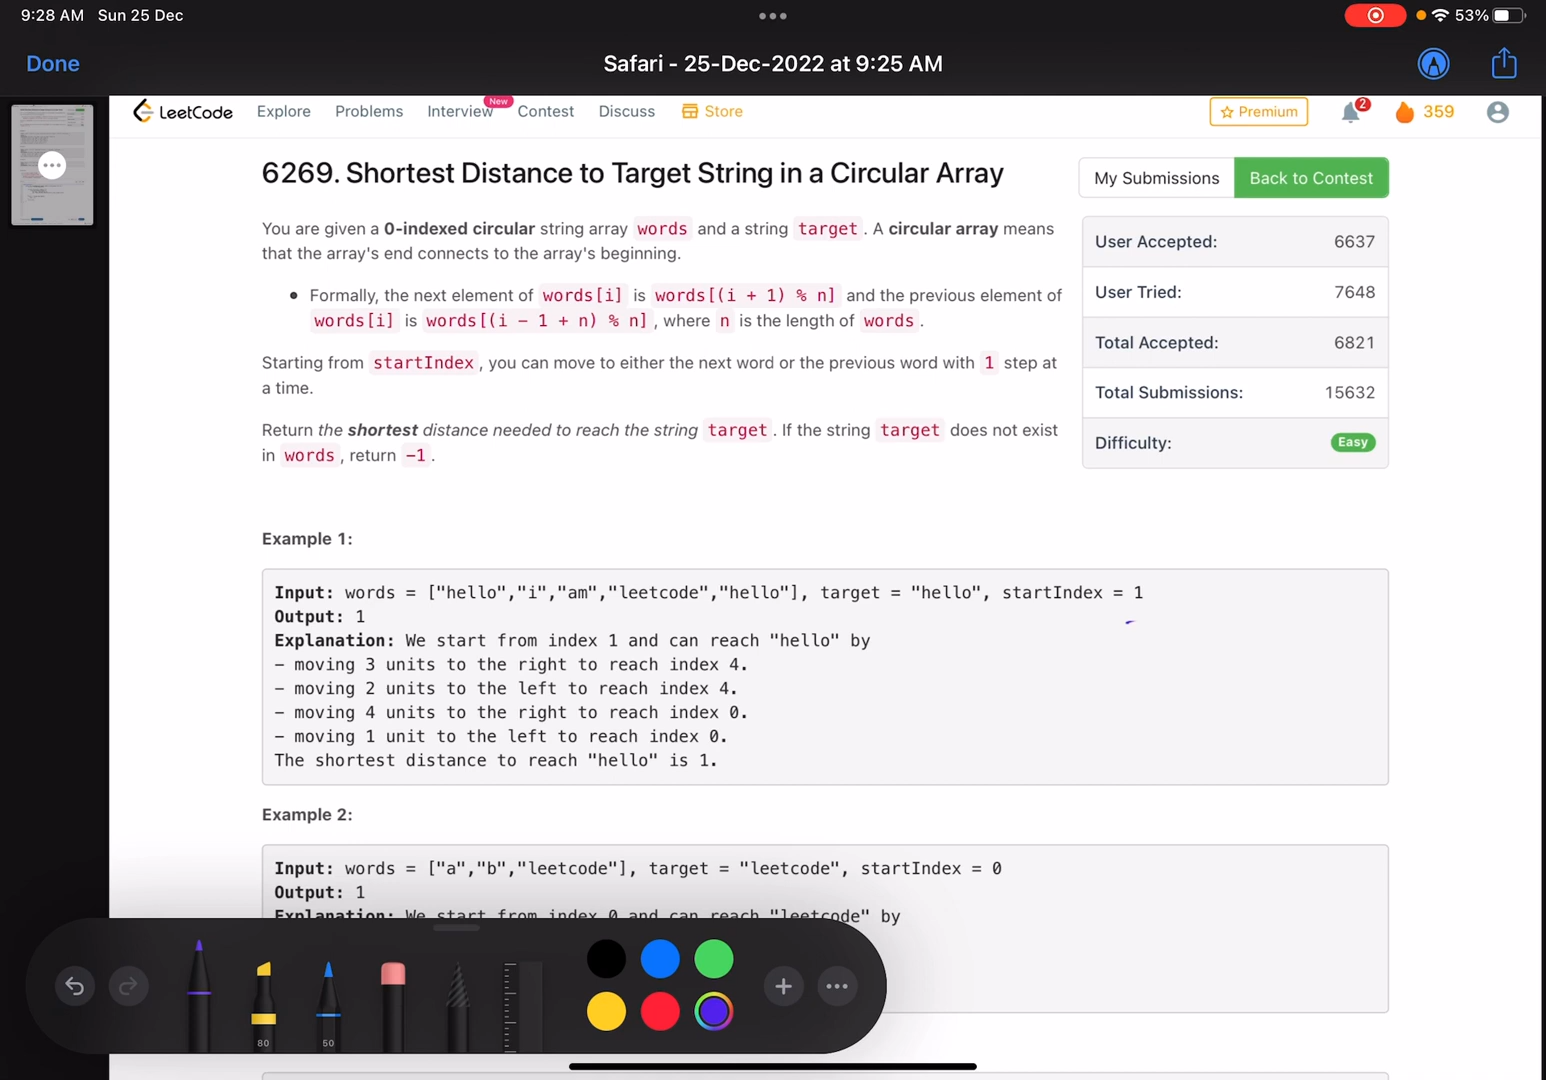 9:28 AM Sun 25 Dec
53%
Done
Safari - 25-Dec-2022 at 9:25 AM
LeetCode Explore Problems Interview New Contest Discuss Store Premium 2 359
6269. Shortest Distance to Target String in a Circular Array
My Submissions Back to Contest
You are given a 0-indexed circular string array words and a string target. A circular array means
that the array's end connects to the array's beginning.
• Formally, the next element of words[i] is words[(i + 1) % n] and the previous element of
words[i] is words[(i - 1 + n) % n], where n is the length of words.
Starting from startIndex, you can move to either the next word or the previous word with 1 step at
a time.
Return the shortest distance needed to reach the string target. If the string target does not exist
in words, return -1.
User Accepted: 6637
User Tried: 7648
Total Accepted: 6821
Total Submissions: 15632
Difficulty: Easy
Example 1:
Input: words = ["hello","i","am","leetcode","hello"], target = "hello", startIndex = 1
Output: 1
Explanation: We start from index 1 and can reach "hello" by
- moving 3 units to the right to reach index 4.
- moving 2 units to the left to reach index 4.
- moving 4 units to the right to reach index 0.
- moving 1 unit to the left to reach index 0.
The shortest distance to reach "hello" is 1.
Example 2:
Input: words = ["a","b","leetcode"], target = "leetcode", startIndex = 0
Output: 1
Explanation: We start from index 0 and can reach "leetcode" by
80
50